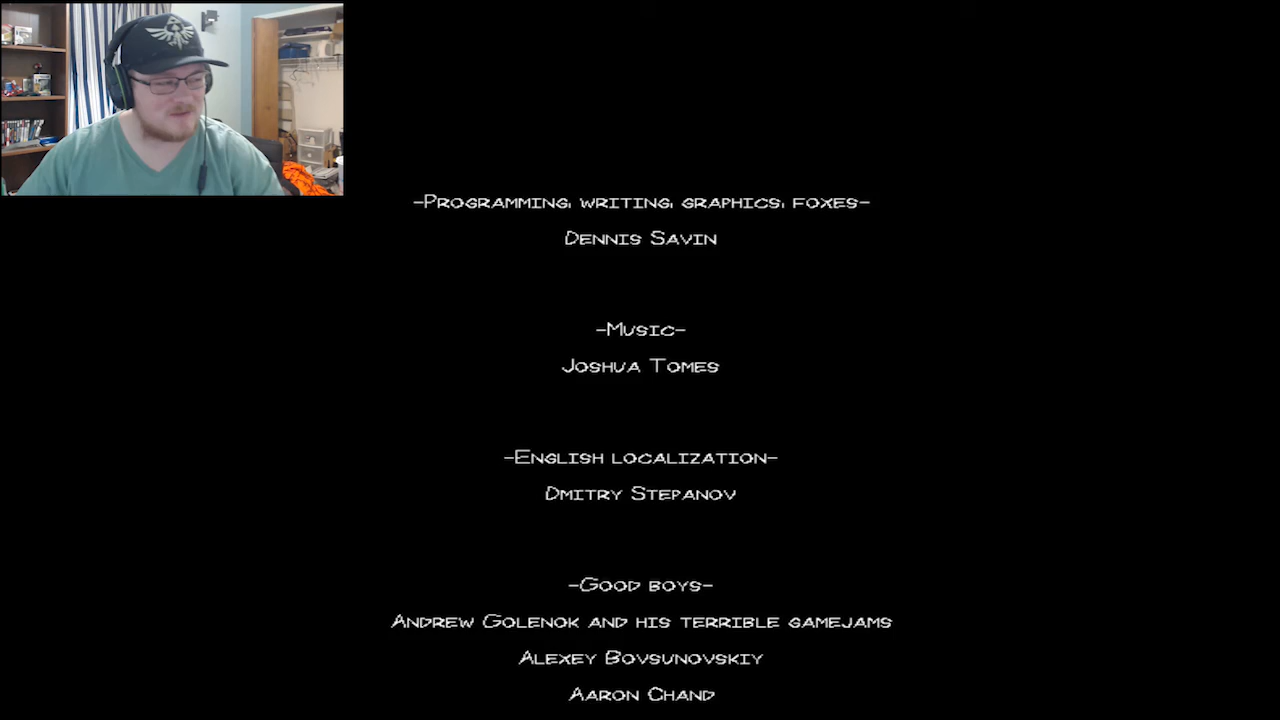 -Programming, writing, graphics, foxes-
Dennis Savin
-Music-
Joshua Tomes
-English localization-
Dmitry Stepanov
-Good boys-
Andrew Golenok and his terrible gamejams
Alexey Bovsunovskiy
Aaron Chand